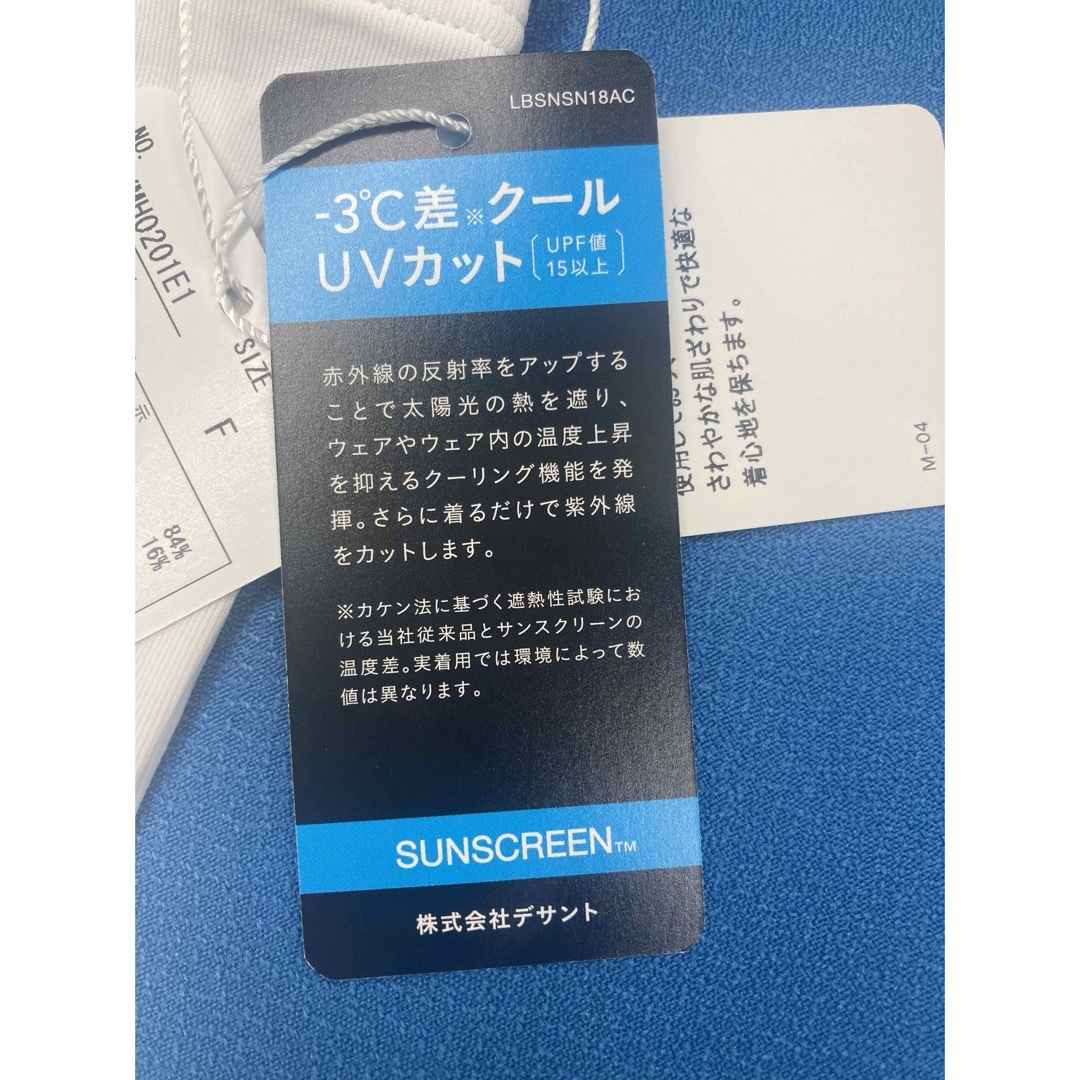 LBSNSN18AC
-3℃差※クール
UVカット〔UPF値
15以上〕
赤外線の反射率をアップする
ことで太陽光の熱を遮り、
ウェアやウェア内の温度上昇
を抑えるクーリング機能を発
揮。さらに着るだけで紫外線
をカットします。
※カケン法に基づく遮熱性試験にお
ける当社従来品とサンスクリーンの
温度差。実着用では環境によって数
値は異なります。
SUNSCREEN™
株式会社デサント
NO.
MH0201E1
SIZE
F
示
84%
16%
さわやかな肌ざわりで快適な
着心地を保ちます。
M-04